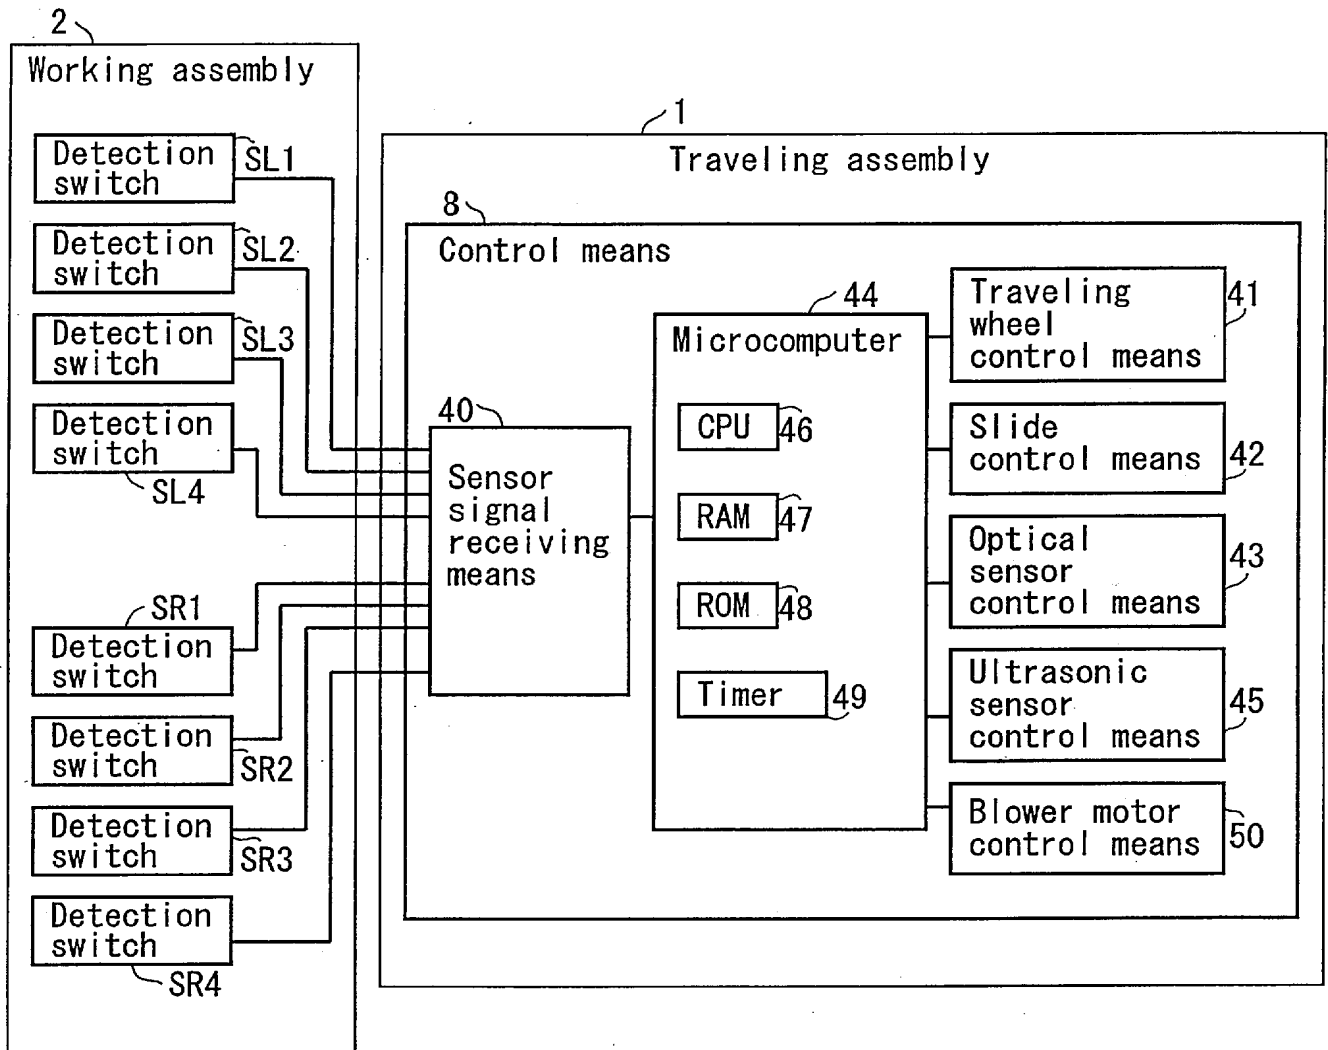 2
Working assembly
Detection
switch
SL1
Detection
switch
SL2
Detection
switch
SL3
Detection
switch
SL4
Detection
switch
SR1
Detection
switch
SR2
Detection
switch
SR3
Detection
switch
SR4
1
Traveling assembly
8
Control means
40
Sensor
signal
receiving
means
44
Microcomputer
CPU
46
RAM
47
ROM
48
Timer
49
Traveling
wheel
control means
41
Slide
control means
42
Optical
sensor
control means
43
Ultrasonic
sensor
control means
45
Blower motor
control means
50